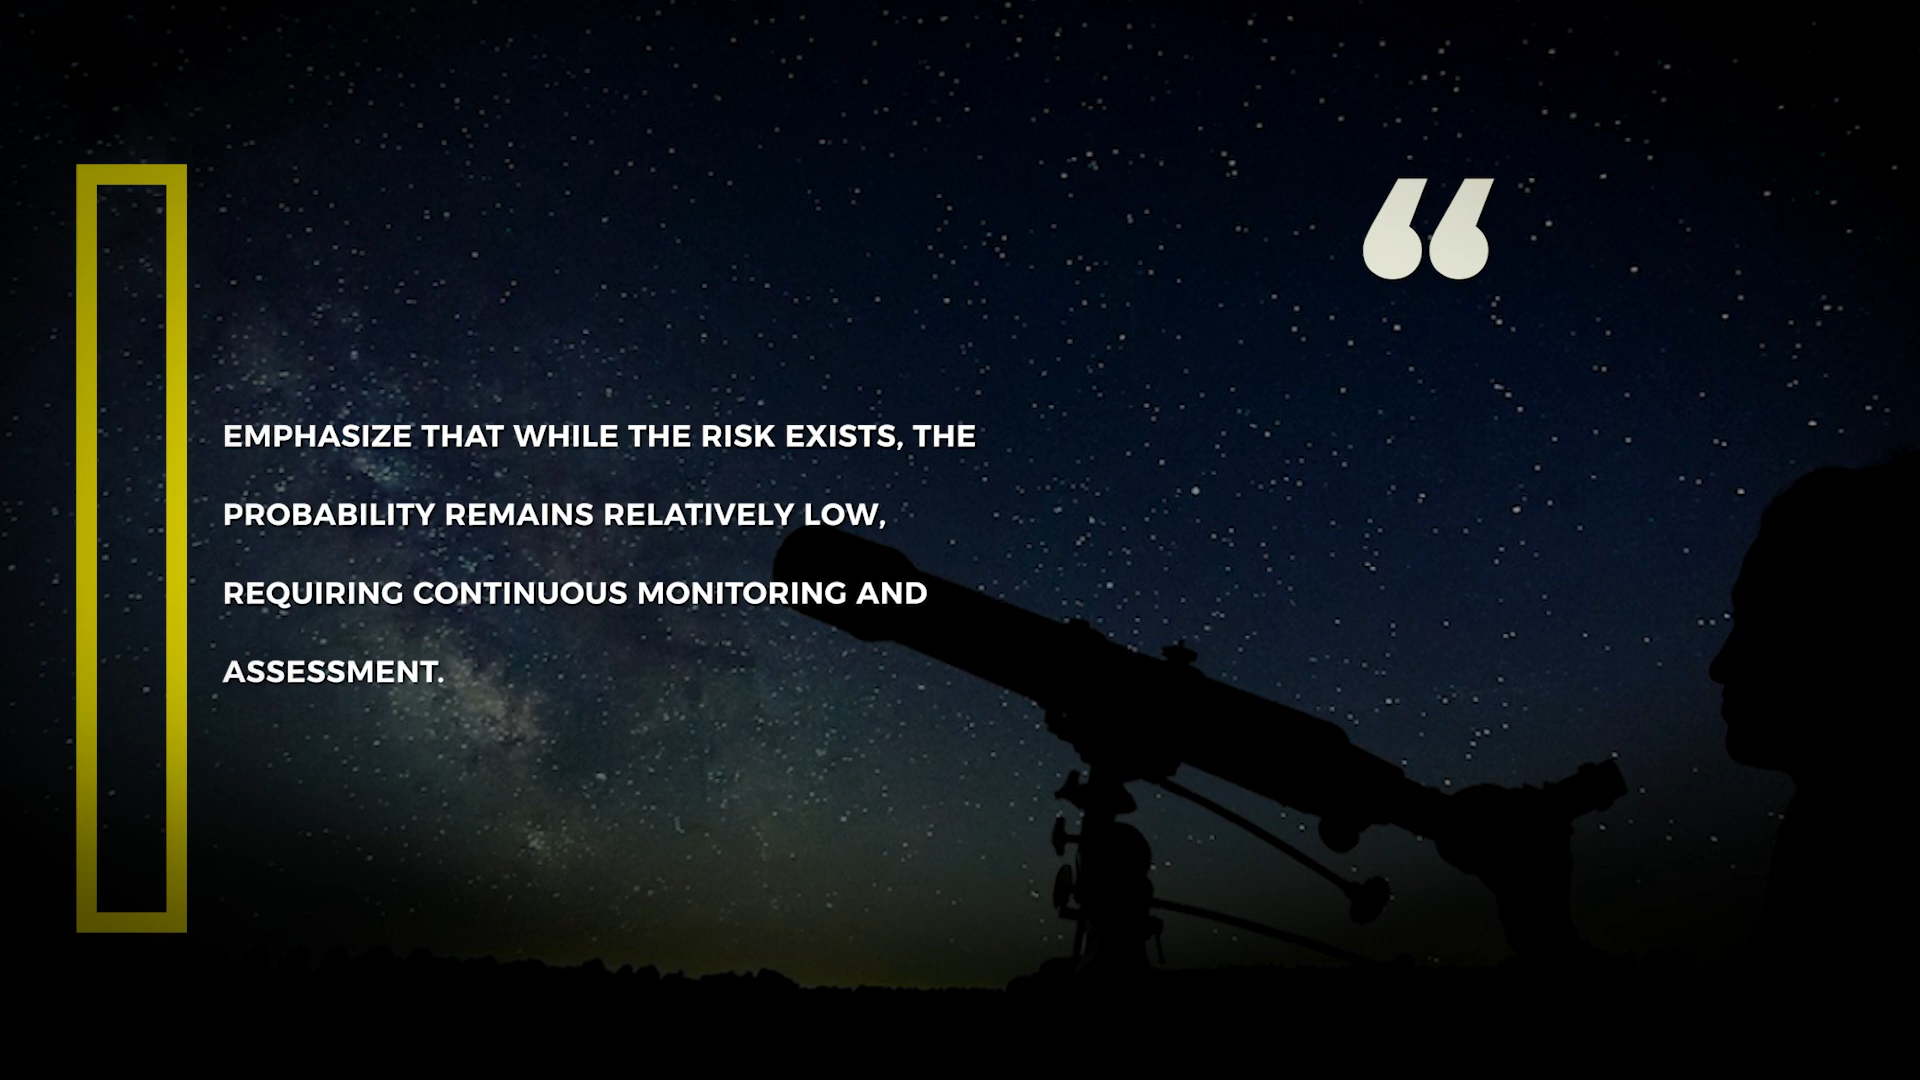 “
EMPHASIZE THAT WHILE THE RISK EXISTS, THE
PROBABILITY REMAINS RELATIVELY LOW,
REQUIRING CONTINUOUS MONITORING AND
ASSESSMENT.